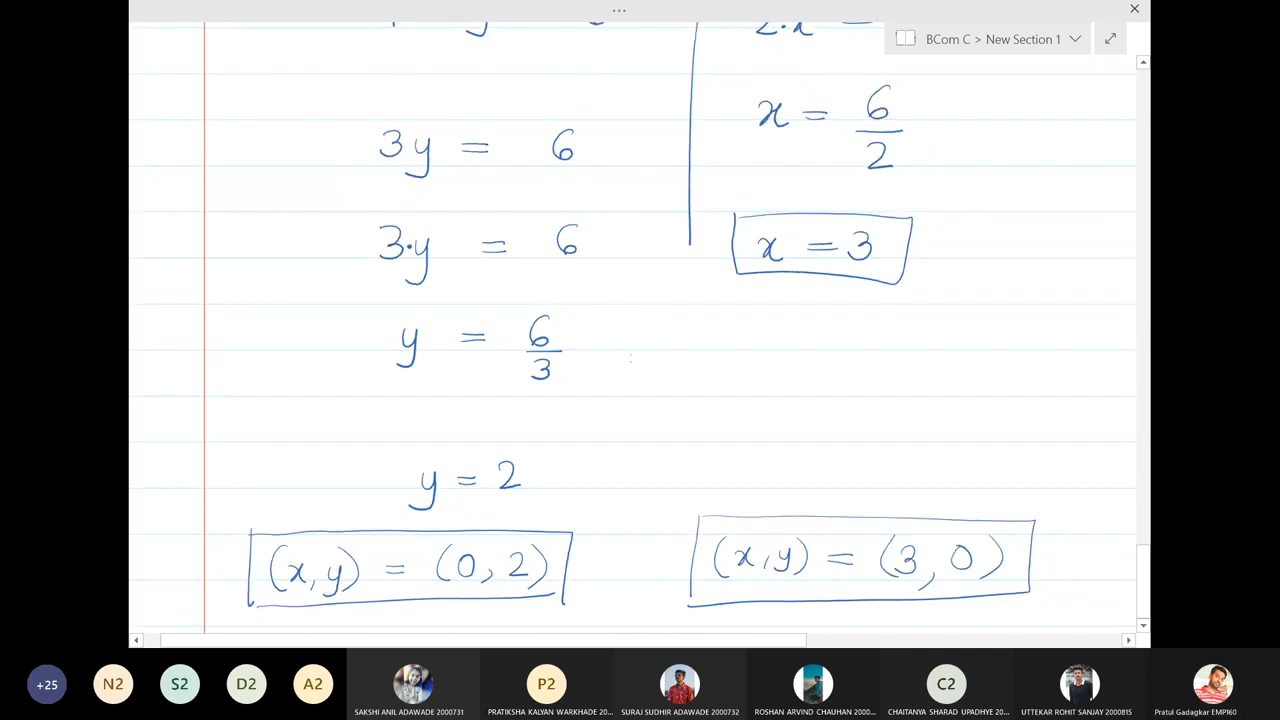 BCom C > New Section 1
2·x =
3y = 6
x = 6/2
3·y = 6
x = 3
y = 6/3
y = 2
(x,y) = (0, 2)
(x,y) = (3, 0)
+25
N2
S2
D2
A2
P2
C2
SAKSHI ANIL ADAWADE 2000731
PRATIKSHA KALYAN WARKHADE 20...
SURAJ SUDHIR ADAWADE 2000732
ROSHAN ARVIND CHAUHAN 2000...
CHAITANYA SHARAD UPADHYE 20...
UTTEKAR ROHIT SANJAY 2000815
Pratul Gadagkar EMP160